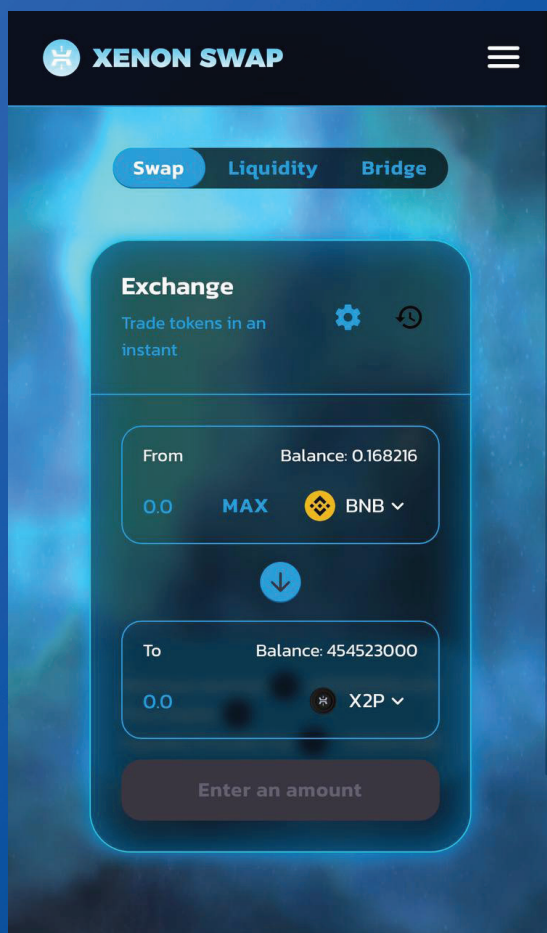 XENON SWAP
Swap Liquidity Bridge
Exchange
Trade tokens in an
instant
From Balance: 0.168216
0.0 MAX BNB
To Balance: 454523000
0.0 X2P
Enter an amount